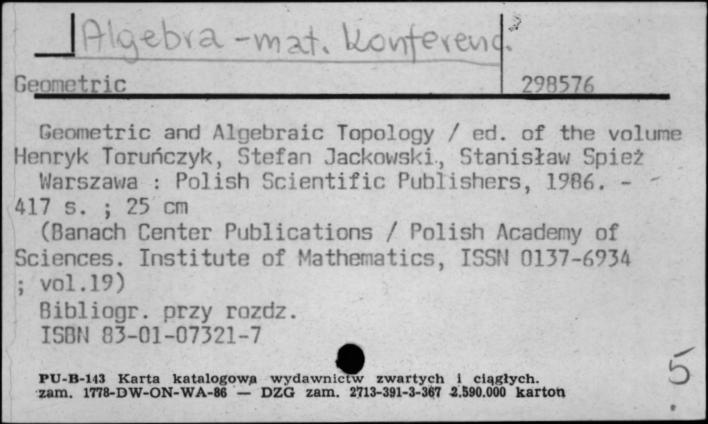 Algebra - mat. konferenc.
Geometric 298576
Geometric and Algebraic Topology / ed. of the volume
Henryk Toruńczyk, Stefan Jackowski., Stanisław Spież
Warszawa : Polish Scientific Publishers, 1986. -
417 s. ; 25 cm
(Banach Center Publications / Polish Academy of
Sciences. Institute of Mathematics, ISSN 0137-6934
; vol.19)
Bibliogr. przy rozdz.
ISBN 83-01-07321-7
5
PU-B-143 Karta katalogowa wydawnictw zwartych i ciągłych.
zam. 1778-DW-ON-WA-86 — DZG zam. 2713-391-3-367 2.590.000 karton